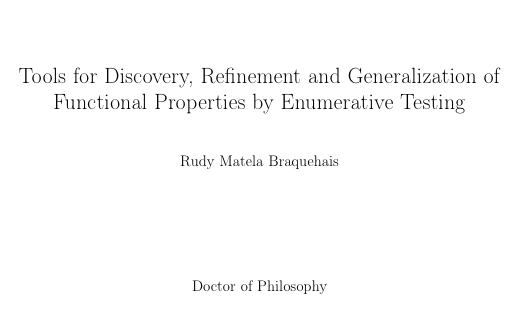 Tools for Discovery, Refinement and Generalization of
Functional Properties by Enumerative Testing
Rudy Matela Braquehais
Doctor of Philosophy